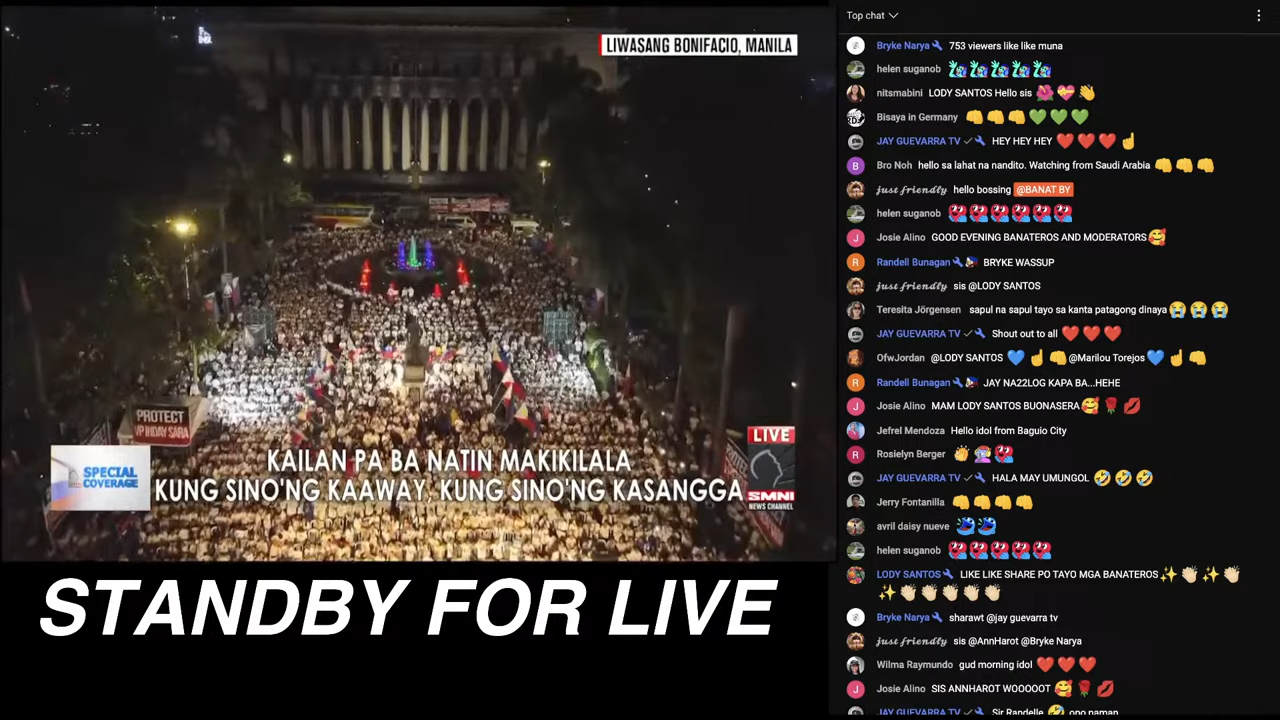 LIWASANG BONIFACIO, MANILA
PROTECT
VP INDAY SARA
SPECIAL
COVERAGE
LIVE
SMNI
NEWS CHANNEL
KAILAN PA BA NATIN MAKIKILALA
KUNG SINO'NG KAAWAY, KUNG SINO'NG KASANGGA
STANDBY FOR LIVE
Top chat
Bryke Narya 753 viewers like like muna
helen suganob
nitsmabini LODY SANTOS Hello sis 🌺 💝 👋
Bisaya in Germany 👊 👊 👊 💚 💚 💚
JAY GUEVARRA TV ✓ HEY HEY HEY ❤️ ❤️ ❤️ ☝️
B Bro Noh hello sa lahat na nandito. Watching from Saudi Arabia 👊 👊 👊
just friendly hello bossing @BANAT BY
helen suganob
J Josie Alino GOOD EVENING BANATEROS AND MODERATORS 🥰
R Randell Bunagan BRYKE WASSUP
just friendly sis @LODY SANTOS
Teresita Jörgensen sapul na sapul tayo sa kanta patagong dinaya 😭 😭 😭
JAY GUEVARRA TV ✓ Shout out to all ❤️ ❤️ ❤️
OfwJordan @LODY SANTOS 💙 ☝️ 👊 @Marilou Torejos 💙 ☝️ 👊
R Randell Bunagan JAY NA22LOG KAPA BA...HEHE
J Josie Alino MAM LODY SANTOS BUONASERA 🥰 🌹 💋
Jefrel Mendoza Hello idol from Baguio City
R Rosielyn Berger
JAY GUEVARRA TV ✓ HALA MAY UMUNGOL 🤣 🤣 🤣
Jerry Fontanilla 👊 👊 👊 👊
avril daisy nueve
helen suganob
LODY SANTOS LIKE LIKE SHARE PO TAYO MGA BANATEROS ✨ 👏🏻 ✨ 👏🏻
✨ 👏🏻 👏🏻 👏🏻 👏🏻 👏🏻
Bryke Narya sharawt @jay guevarra tv
just friendly sis @AnnHarot @Bryke Narya
Wilma Raymundo gud morning idol ❤️ ❤️ ❤️
J Josie Alino SIS ANNHAROT WOOOOOT 🥰 🌹 💋
JAY GUEVARRA TV ✓ Sir Randelle 🤣 opo naman